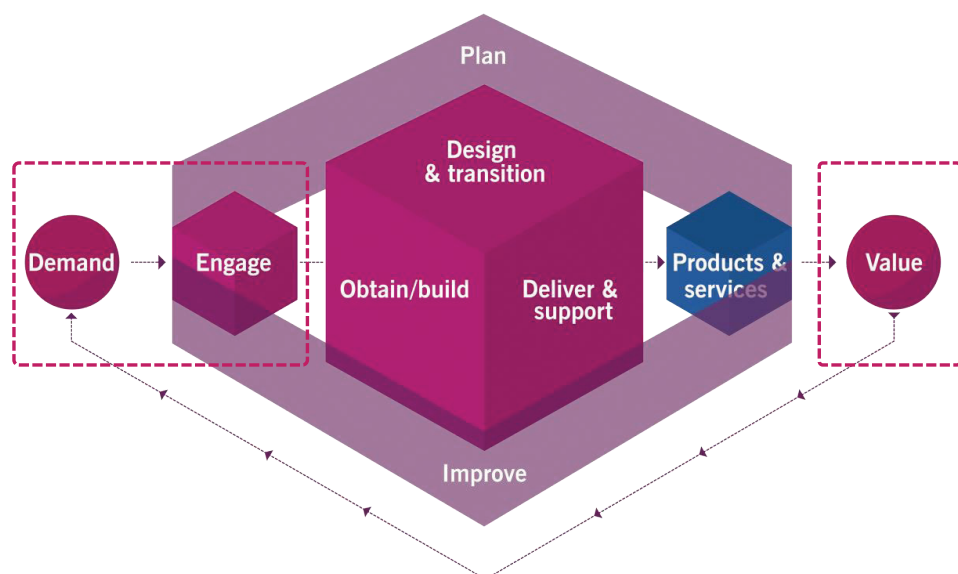 Plan
Design
& transition
Demand
Engage
Obtain/build
Deliver &
support
Products &
services
Value
Improve